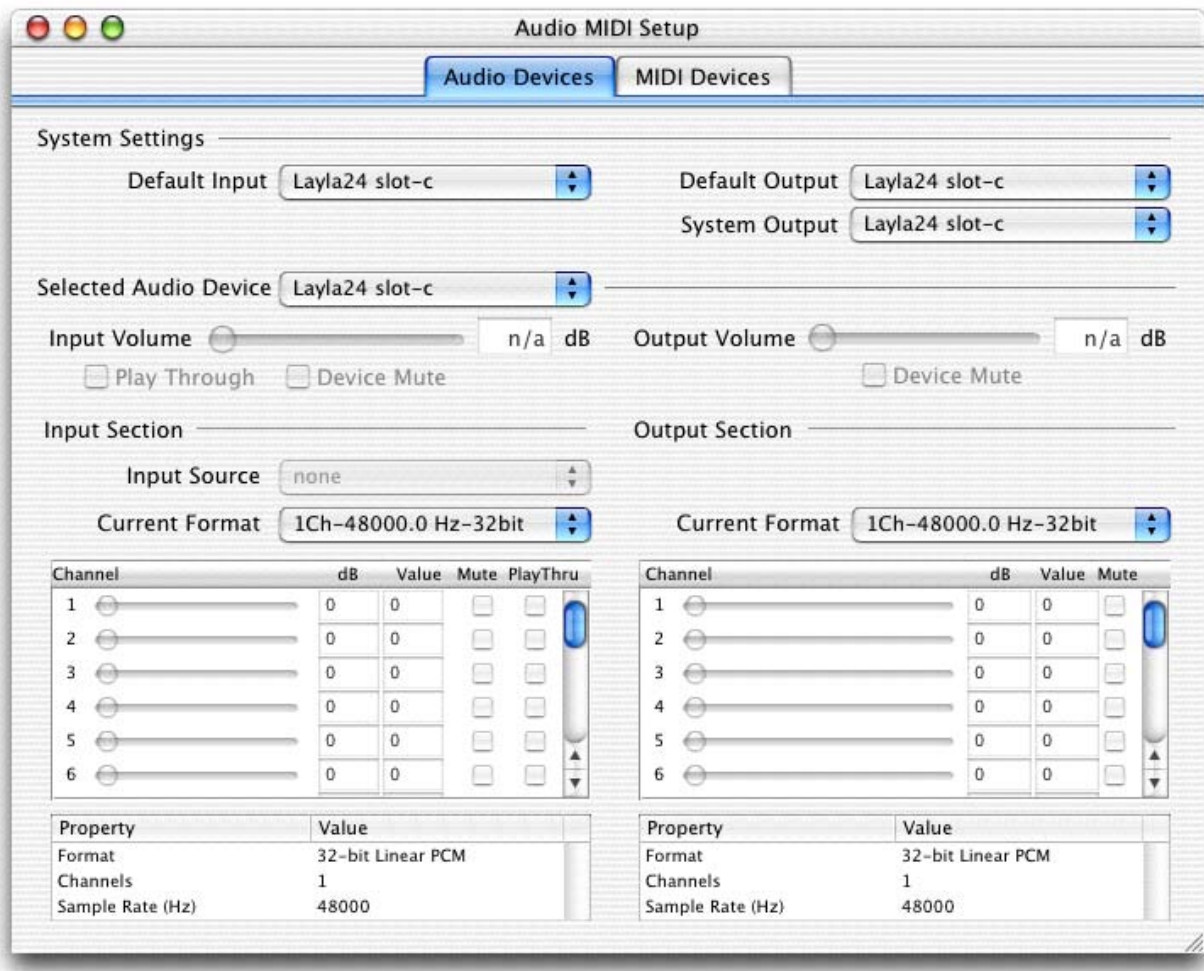 Audio MIDI Setup
Audio Devices MIDI Devices
System Settings
Default Input Layla24 slot-c Default Output Layla24 slot-c
System Output Layla24 slot-c
Selected Audio Device Layla24 slot-c
Input Volume n/a dB Output Volume n/a dB
Play Through Device Mute Device Mute
Input Section Output Section
Input Source none
Current Format 1Ch-48000.0 Hz-32bit Current Format 1Ch-48000.0 Hz-32bit
Channel dB Value Mute PlayThru Channel dB Value Mute
1 0 0 1 0 0
2 0 0 2 0 0
3 0 0 3 0 0
4 0 0 4 0 0
5 0 0 5 0 0
6 0 0 6 0 0
Property Value Property Value
Format 32-bit Linear PCM Format 32-bit Linear PCM
Channels 1 Channels 1
Sample Rate (Hz) 48000 Sample Rate (Hz) 48000